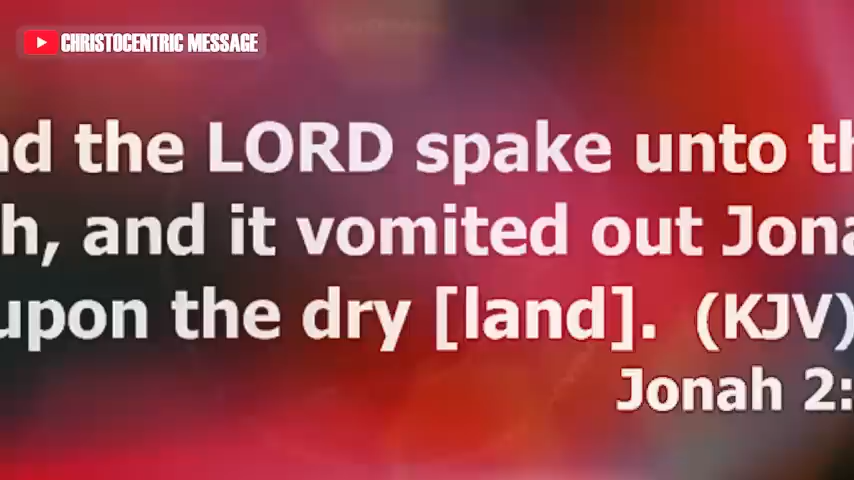 CHRISTOCENTRIC MESSAGE
nd the LORD spake unto th
h, and it vomited out Jona
upon the dry [land]. (KJV)
Jonah 2: